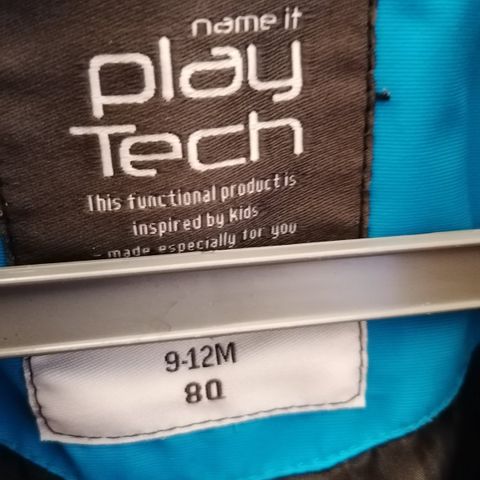 name it
play
Tech
This functional product is
inspired by kids
- made especially for you
9-12M
80